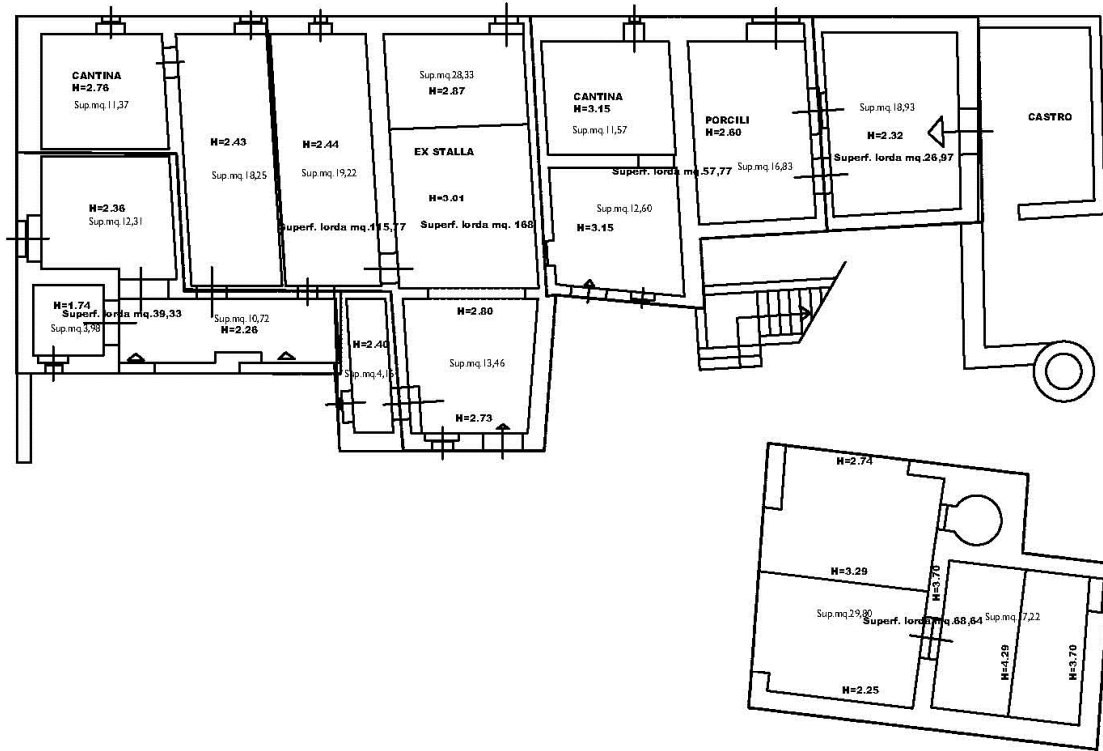 CANTINA
H=2.76
Sup.mq.11,37
H=2.43
Sup.mq.18,25
H=2.44
Sup.mq.19,22
Sup.mq.28,33
H=2.87
EX STALLA
H=3.01
Superf. lorda mq. 168
CANTINA
H=3.15
Sup.mq.11,57
PORCILI
H=2.60
Sup.mq.16,83
Superf. lorda mq.57,77
Sup.mq.18,93
H=2.32
Superf. lorda mq.26,97
CASTRO
H=2.36
Sup.mq.12,31
Superf. lorda mq.115,77
Sup.mq.12,60
H=3.15
H=1.74
Superf. lorda mq.39,33
Sup.mq.3,98
Sup.mq.10,72
H=2.26
H=2.40
H=2.80
Sup.mq.13,46
H=2.73
H=2.74
H=3.29
H=3.70
Sup.mq.29,80
Superf. lorda mq.68,64
Sup.mq.17,22
H=4.29
H=3.70
H=2.25